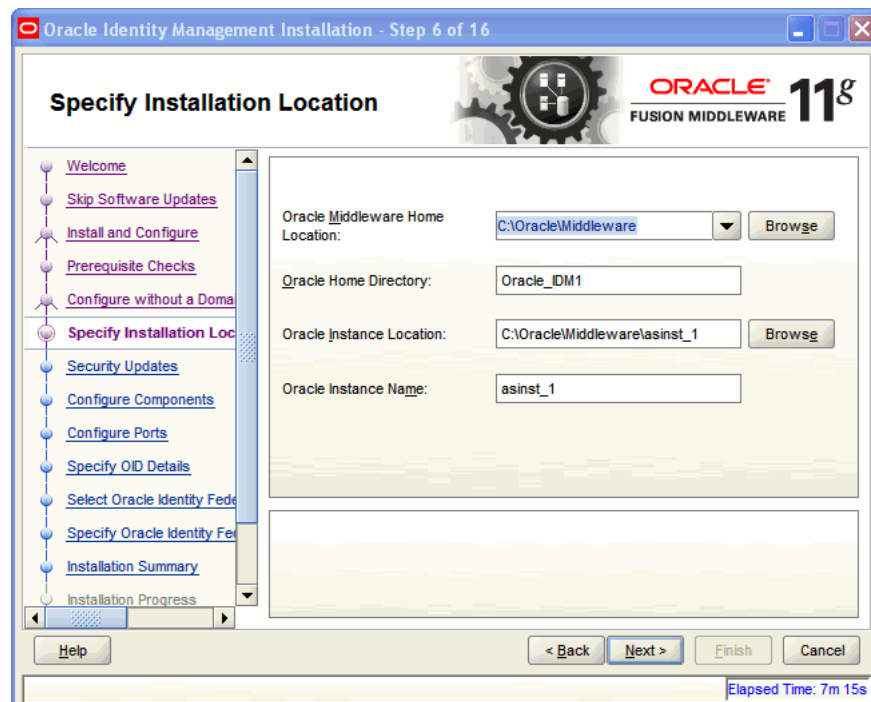 Oracle Identity Management Installation - Step 6 of 16
Specify Installation Location
ORACLE
FUSION MIDDLEWARE
11g
Welcome
Skip Software Updates
Install and Configure
Prerequisite Checks
Configure without a Domai
Specify Installation Loc
Security Updates
Configure Components
Configure Ports
Specify OID Details
Select Oracle Identity Fede
Specify Oracle Identity Fed
Installation Summary
Installation Progress
Oracle Middleware Home
Location:
C:\Oracle\Middleware
Browse
Oracle Home Directory:
Oracle_IDM1
Oracle Instance Location:
C:\Oracle\Middleware\asinst_1
Browse
Oracle Instance Name:
asinst_1
Help
< Back
Next >
Finish
Cancel
Elapsed Time: 7m 15s